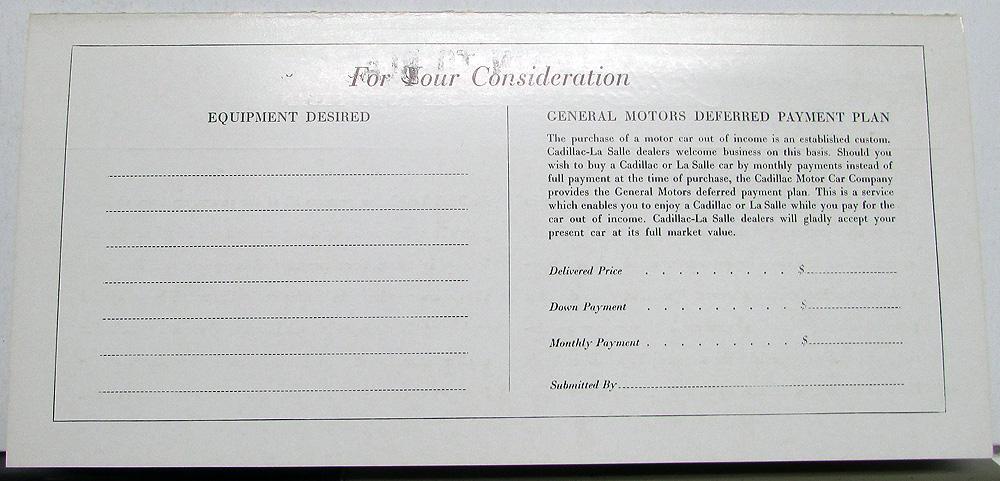 For Your Consideration
EQUIPMENT DESIRED
GENERAL MOTORS DEFERRED PAYMENT PLAN
The purchase of a motor car out of income is an established custom.
Cadillac-La Salle dealers welcome business on this basis. Should you
wish to buy a Cadillac or La Salle car by monthly payments instead of
full payment at the time of purchase, the Cadillac Motor Car Company
provides the General Motors deferred payment plan. This is a service
which enables you to enjoy a Cadillac or La Salle while you pay for the
car out of income. Cadillac-La Salle dealers will gladly accept your
present car at its full market value.
Delivered Price . . . . . . . . . $
Down Payment . . . . . . . . . $
Monthly Payment . . . . . . . . . $
Submitted By